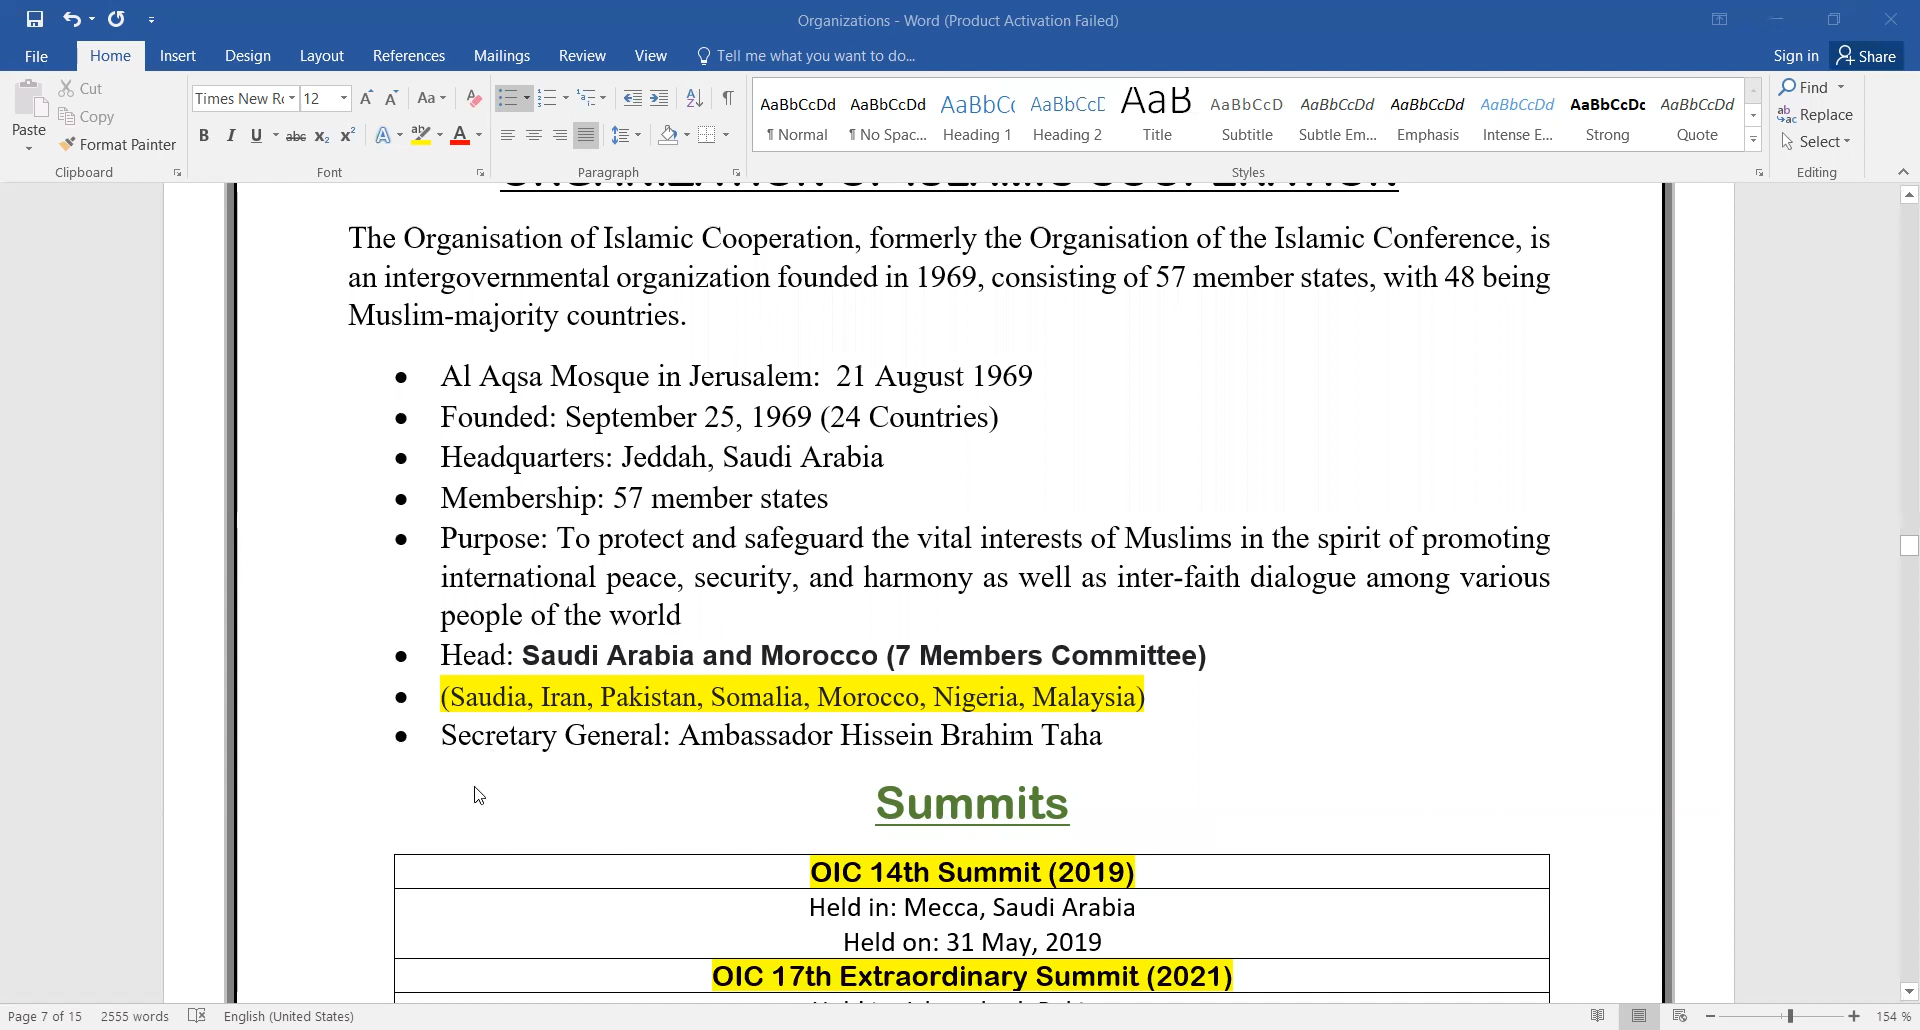 Organizations - Word (Product Activation Failed)
File Home Insert Design Layout References Mailings Review View Tell me what you want to do... Sign in Share
Paste
Cut
Copy
Format Painter
Clipboard
Times New Rc 12
Font
Paragraph
AaBbCcDd AaBbCcDd AaBbC AaBbCcC AaB AaBbCcD AaBbCcDd AaBbCcDd AaBbCcDd AaBbCcDc AaBbCcDd
¶ Normal ¶ No Spac... Heading 1 Heading 2 Title Subtitle Subtle Em... Emphasis Intense E... Strong Quote
Styles
Find
Replace
Select
Editing
ORGANIZATION OF ISLAMIC COOPERATION
The Organisation of Islamic Cooperation, formerly the Organisation of the Islamic Conference, is
an intergovernmental organization founded in 1969, consisting of 57 member states, with 48 being
Muslim-majority countries.
• Al Aqsa Mosque in Jerusalem: 21 August 1969
• Founded: September 25, 1969 (24 Countries)
• Headquarters: Jeddah, Saudi Arabia
• Membership: 57 member states
• Purpose: To protect and safeguard the vital interests of Muslims in the spirit of promoting
international peace, security, and harmony as well as inter-faith dialogue among various
people of the world
• Head: Saudi Arabia and Morocco (7 Members Committee)
• (Saudia, Iran, Pakistan, Somalia, Morocco, Nigeria, Malaysia)
• Secretary General: Ambassador Hissein Brahim Taha
Summits
OIC 14th Summit (2019)
Held in: Mecca, Saudi Arabia
Held on: 31 May, 2019
OIC 17th Extraordinary Summit (2021)
Page 7 of 15 2555 words English (United States) 154 %